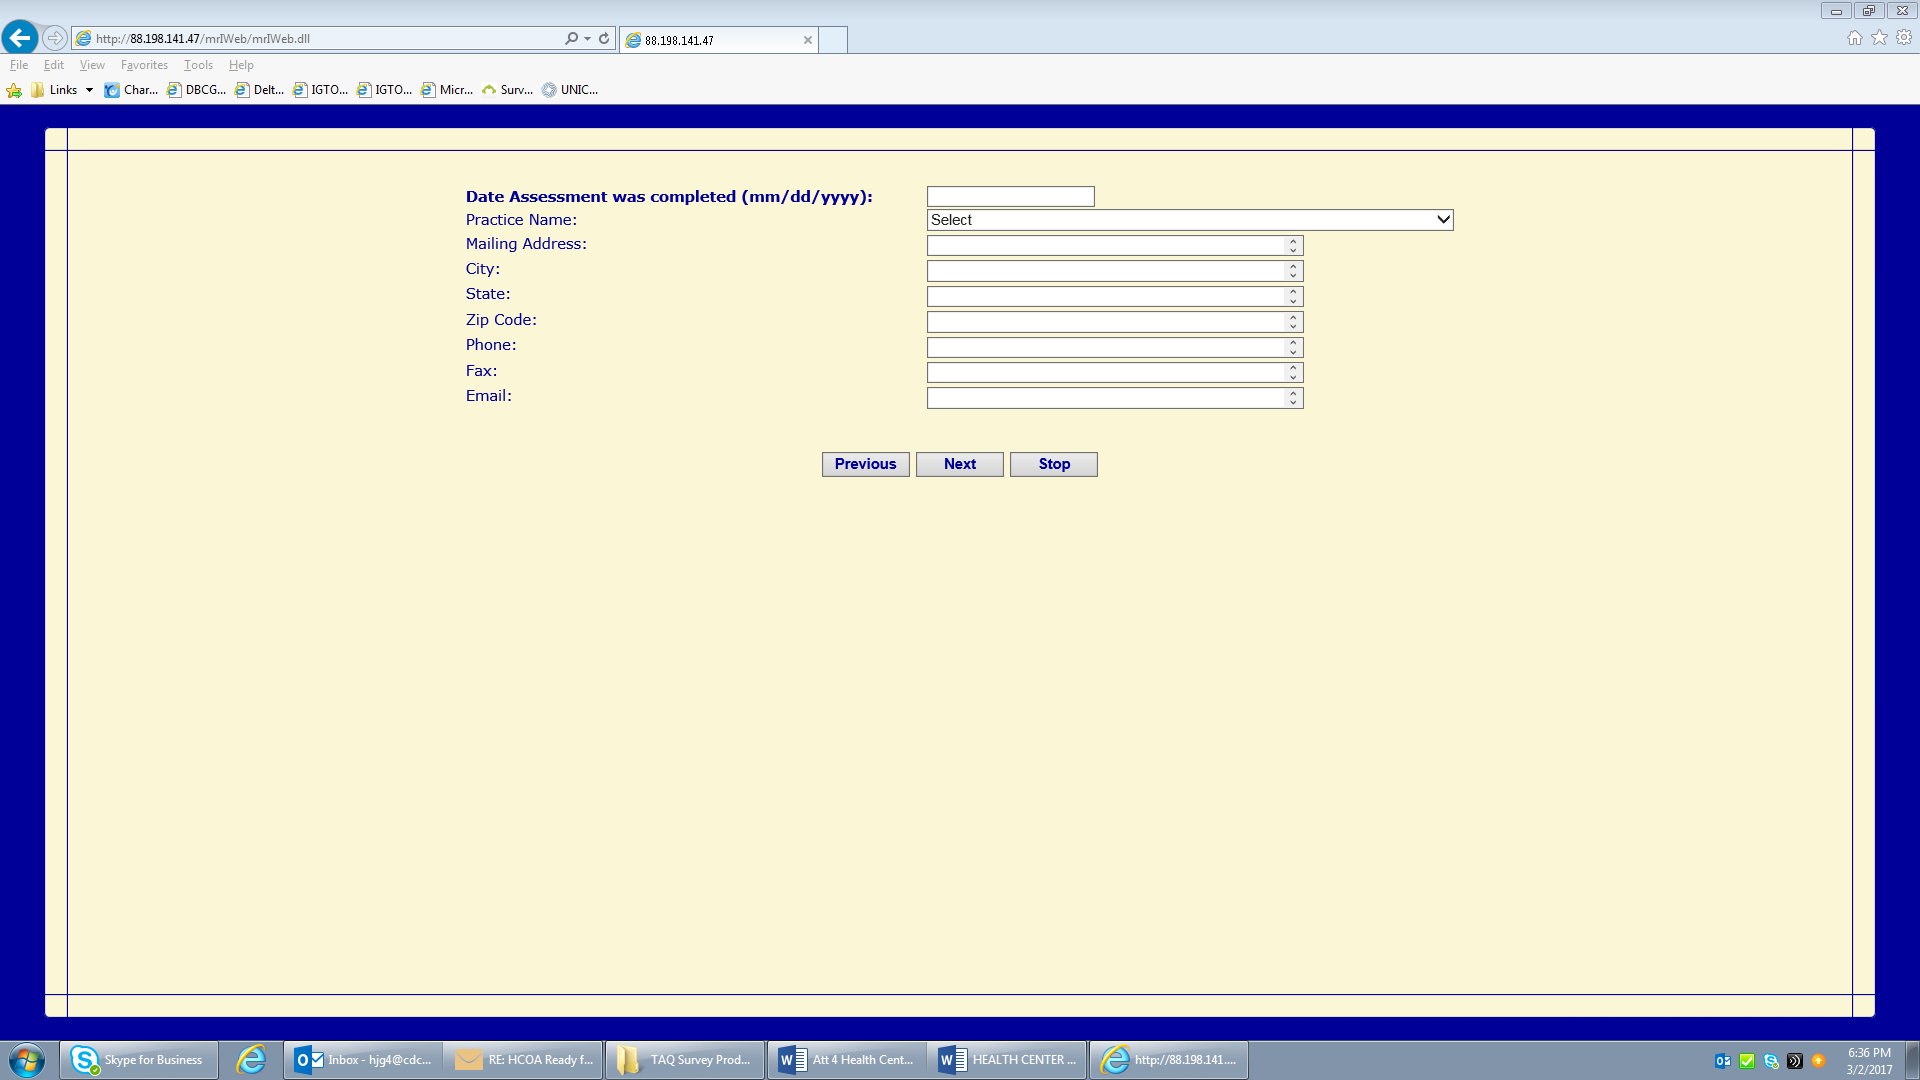 http://88.198.141.47/mrIWeb/mrIWeb.dll
88.198.141.47
File Edit View Favorites Tools Help
Links Char... DBCG... Delt... IGTO... IGTO... Micr... Surv... UNIC...
Date Assessment was completed (mm/dd/yyyy):
Practice Name: Select
Mailing Address:
City:
State:
Zip Code:
Phone:
Fax:
Email:
Previous Next Stop
Skype for Business Inbox - hjg4@cdc... RE: HCOA Ready f... TAQ Survey Prod... Att 4 Health Cent... HEALTH CENTER ... http://88.198.141....
6:36 PM
3/2/2017